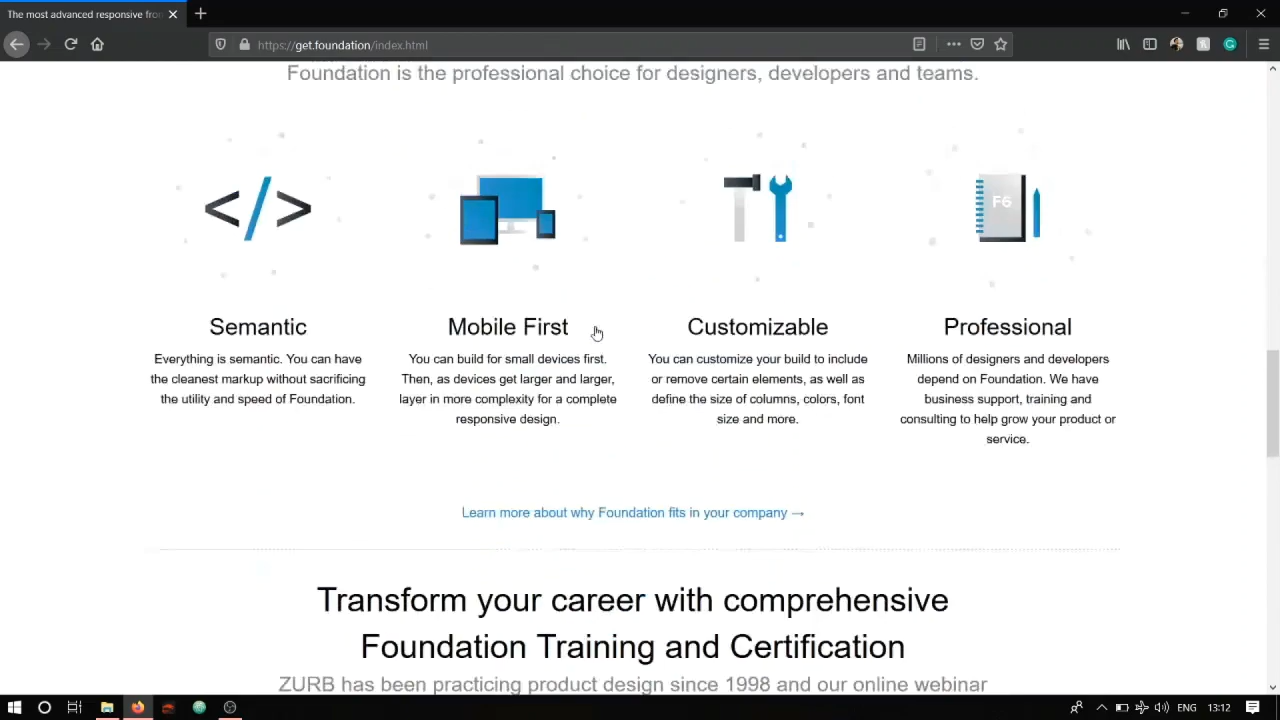 The most advanced responsive fro
https://get.foundation/index.html
Foundation is the professional choice for designers, developers and teams.
</>
F6
Semantic
Everything is semantic. You can have
the cleanest markup without sacrificing
the utility and speed of Foundation.
Mobile First
You can build for small devices first.
Then, as devices get larger and larger,
layer in more complexity for a complete
responsive design.
Customizable
You can customize your build to include
or remove certain elements, as well as
define the size of columns, colors, font
size and more.
Professional
Millions of designers and developers
depend on Foundation. We have
business support, training and
consulting to help grow your product or
service.
Learn more about why Foundation fits in your company →
Transform your career with comprehensive
Foundation Training and Certification
ZURB has been practicing product design since 1998 and our online webinar
ENG
13:12